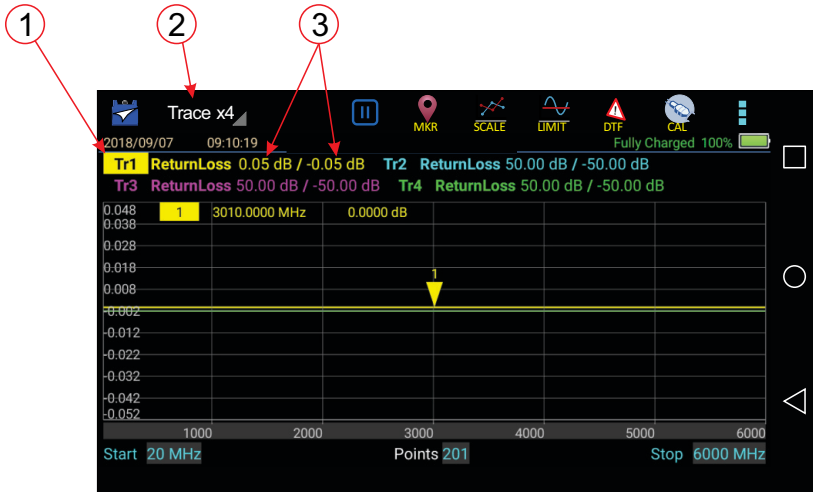 1 2 3
Trace x4
MKR SCALE LIMIT DTF CAL
2018/09/07 09:10:19 Fully Charged 100%
Tr1 ReturnLoss 0.05 dB / -0.05 dB Tr2 ReturnLoss 50.00 dB / -50.00 dB
Tr3 ReturnLoss 50.00 dB / -50.00 dB Tr4 ReturnLoss 50.00 dB / -50.00 dB
0.048 1 3010.0000 MHz 0.0000 dB
0.038
0.028
0.018
1
0.008
-0.002
-0.012
-0.022
-0.032
-0.042
-0.052
1000 2000 3000 4000 5000 6000
Start 20 MHz Points 201 Stop 6000 MHz